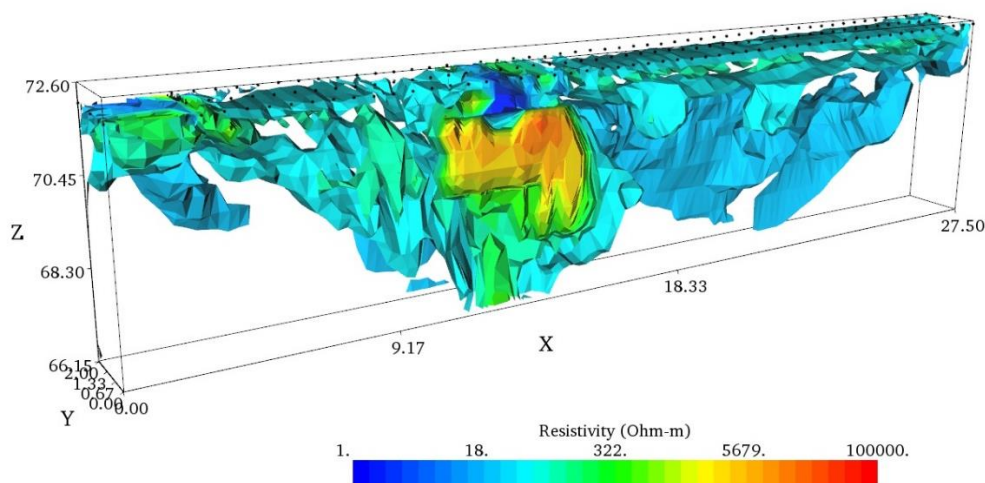 72.60
70.45
Z
68.30
66.15
2.00
1.33
0.67
0.00
Y
0.00
9.17
X
18.33
27.50
Resistivity (Ohm-m)
1. 18. 322. 5679. 100000.